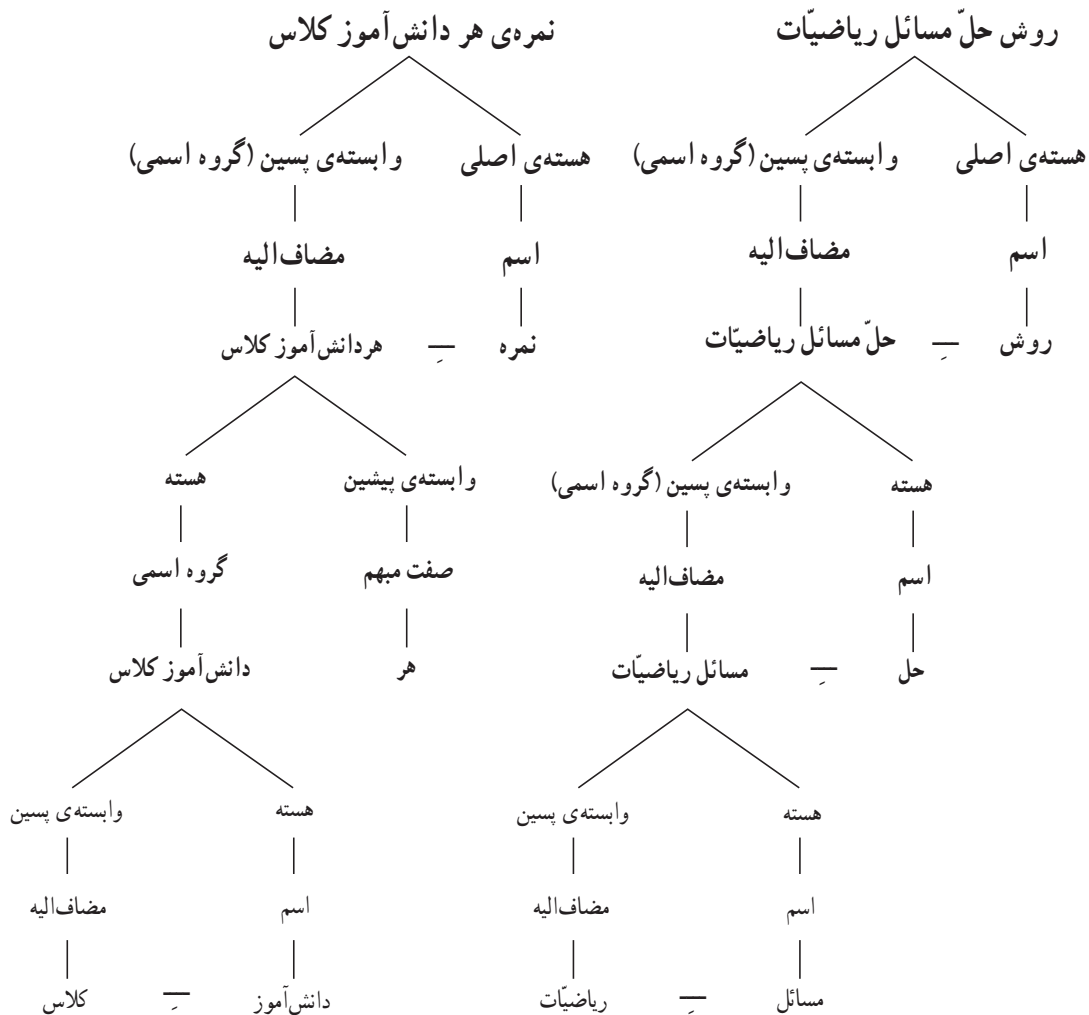 روش حلّ مسائل ریاضیّات
نمره‌ی هر دانش‌آموز کلاس
هسته‌ی اصلی
وابسته‌ی پسین (گروه اسمی)
هسته‌ی اصلی
وابسته‌ی پسین (گروه اسمی)
اسم
مضاف‌الیه
اسم
مضاف‌الیه
روش ـِ حلّ مسائل ریاضیّات
نمره ـِ هردانش‌آموز کلاس
هسته
وابسته‌ی پسین (گروه اسمی)
وابسته‌ی پیشین
هسته
اسم
مضاف‌الیه
صفت مبهم
گروه اسمی
حل ـِ مسائل ریاضیّات
هر
دانش‌آموز کلاس
هسته
وابسته‌ی پسین
هسته
وابسته‌ی پسین
اسم
مضاف‌الیه
اسم
مضاف‌الیه
مسائل ـِ ریاضیّات
دانش‌آموز ـِ کلاس